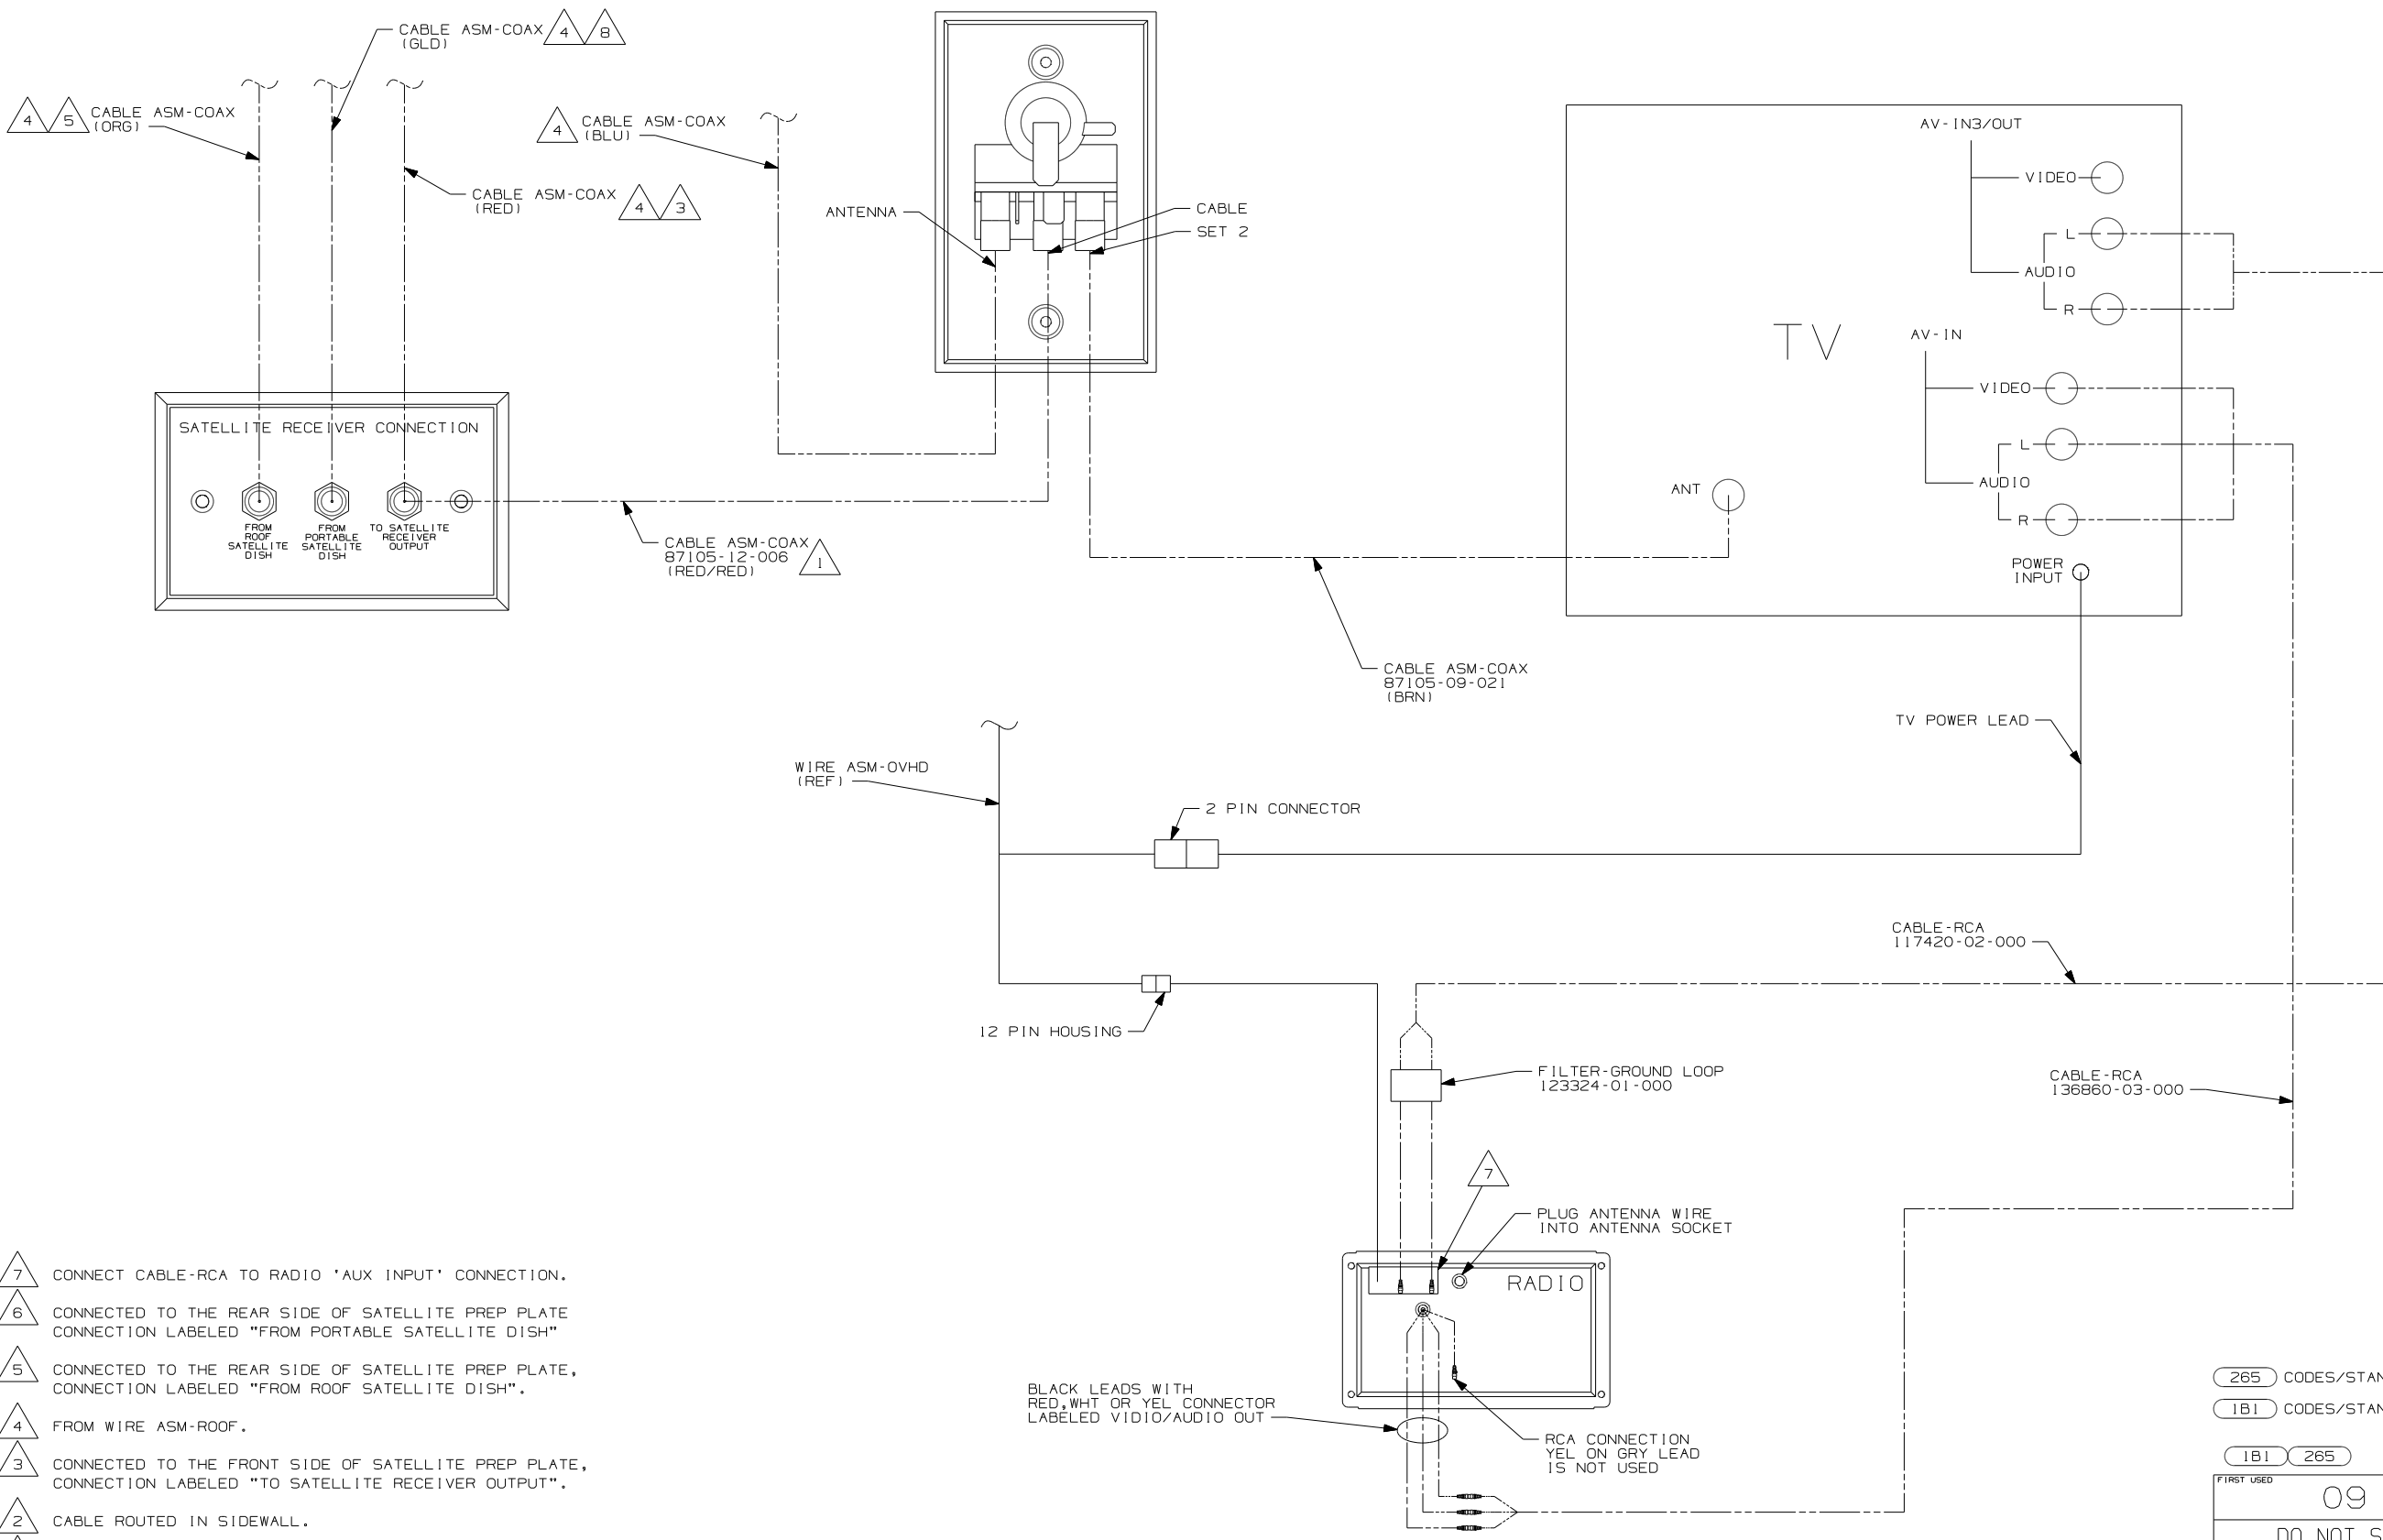 CABLE ASM-COAX 4 8
(GLD)
4 5 CABLE ASM-COAX
(ORG)
4 CABLE ASM-COAX
(BLU)
CABLE ASM-COAX 4 3
(RED)
ANTENNA
CABLE
SET 2
AV-IN3/OUT
VIDEO
L
AUDIO
R
TV
AV-IN
VIDEO
L
AUDIO
R
ANT
POWER
INPUT
SATELLITE RECEIVER CONNECTION
FROM
ROOF
SATELLITE
DISH
FROM
PORTABLE
SATELLITE
DISH
TO SATELLITE
RECEIVER
OUTPUT
CABLE ASM-COAX
87105-12-006
(RED/RED) 1
CABLE ASM-COAX
87105-09-021
(BRN)
TV POWER LEAD
WIRE ASM-OVHD
(REF)
2 PIN CONNECTOR
CABLE-RCA
117420-02-000
12 PIN HOUSING
FILTER-GROUND LOOP
123324-01-000
CABLE-RCA
136860-03-000
7
PLUG ANTENNA WIRE
INTO ANTENNA SOCKET
RADIO
BLACK LEADS WITH
RED,WHT OR YEL CONNECTOR
LABELED VIDIO/AUDIO OUT
RCA CONNECTION
YEL ON GRY LEAD
IS NOT USED
7 CONNECT CABLE-RCA TO RADIO 'AUX INPUT' CONNECTION.
6 CONNECTED TO THE REAR SIDE OF SATELLITE PREP PLATE
CONNECTION LABELED "FROM PORTABLE SATELLITE DISH"
5 CONNECTED TO THE REAR SIDE OF SATELLITE PREP PLATE,
CONNECTION LABELED "FROM ROOF SATELLITE DISH".
4 FROM WIRE ASM-ROOF.
3 CONNECTED TO THE FRONT SIDE OF SATELLITE PREP PLATE,
CONNECTION LABELED "TO SATELLITE RECEIVER OUTPUT".
2 CABLE ROUTED IN SIDEWALL.
265 CODES/STAN
1B1 CODES/STAN
1B1 265
FIRST USED
09
DO NOT S